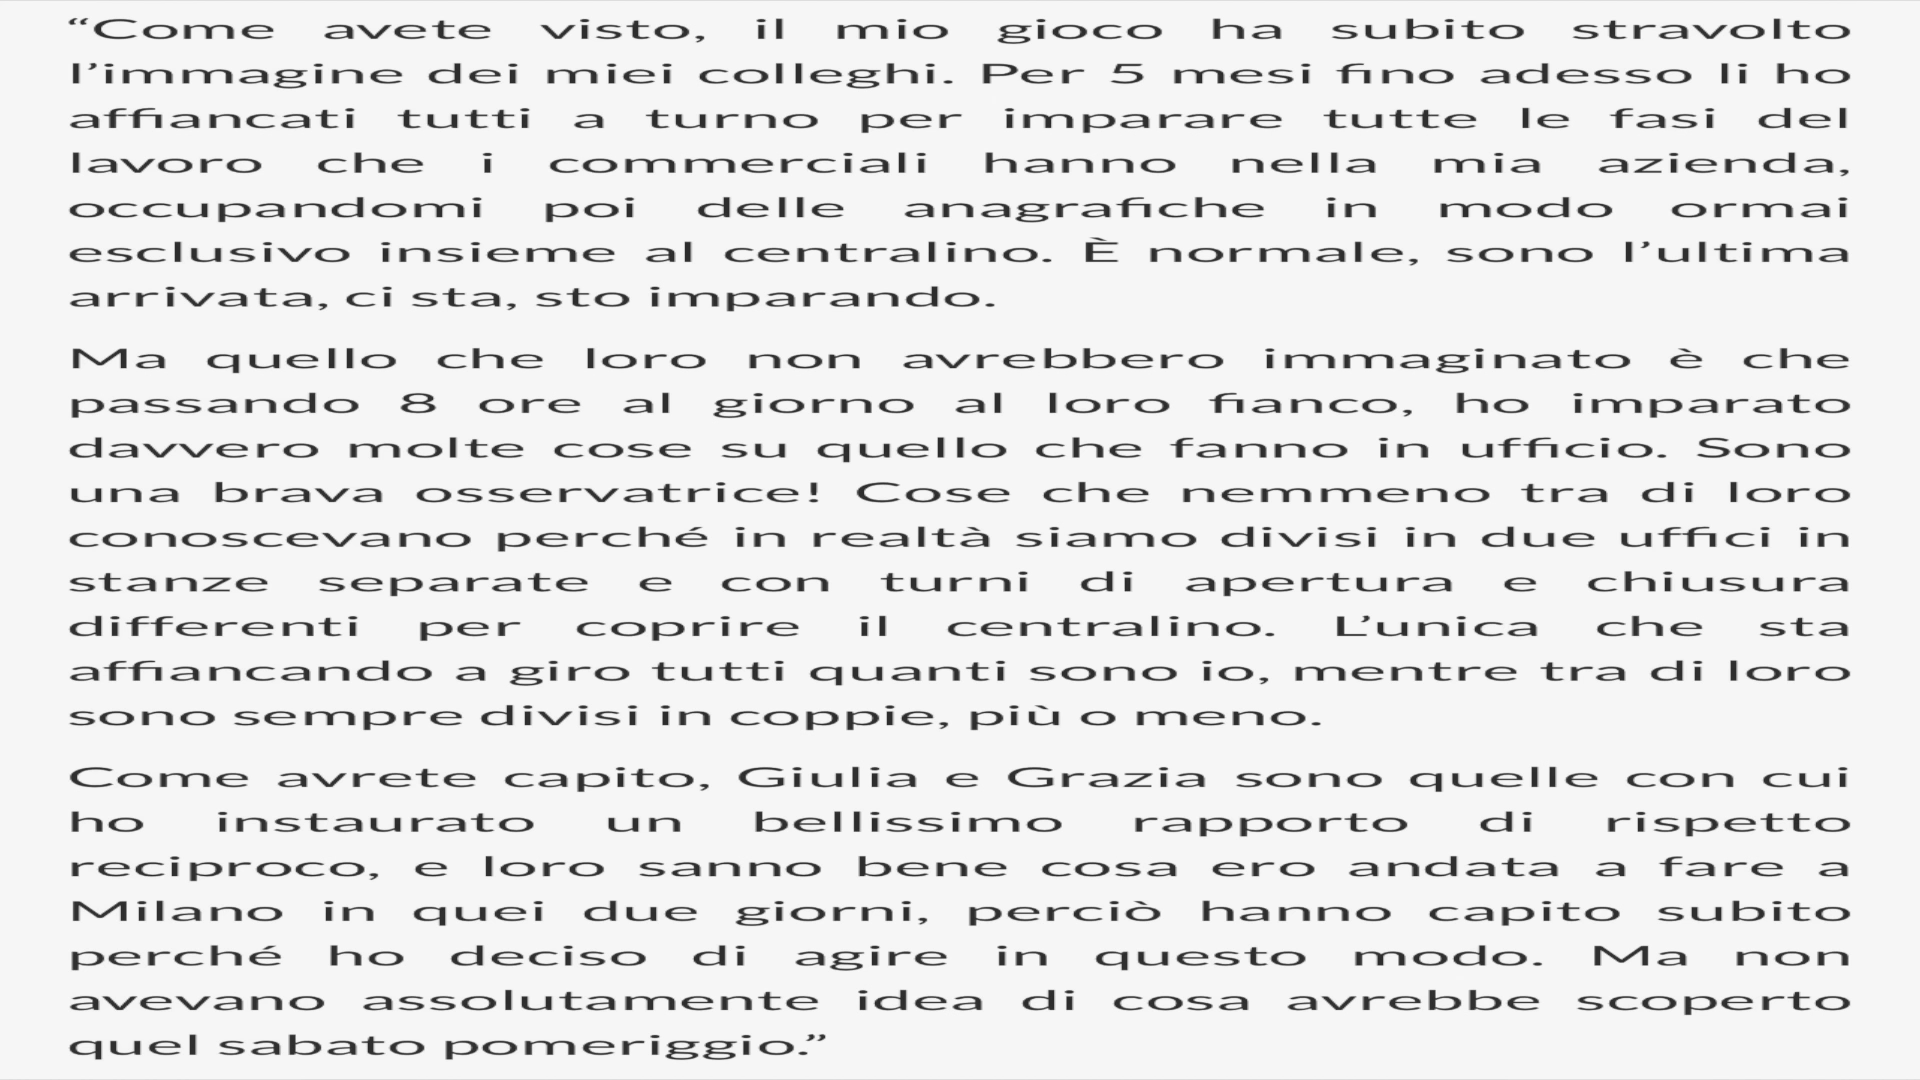 “Come avete visto, il mio gioco ha subito stravolto
l’immagine dei miei colleghi. Per 5 mesi fino adesso li ho
affiancati tutti a turno per imparare tutte le fasi del
lavoro che i commerciali hanno nella mia azienda,
occupandomi poi delle anagrafiche in modo ormai
esclusivo insieme al centralino. È normale, sono l’ultima
arrivata, ci sta, sto imparando.
Ma quello che loro non avrebbero immaginato è che
passando 8 ore al giorno al loro fianco, ho imparato
davvero molte cose su quello che fanno in ufficio. Sono
una brava osservatrice! Cose che nemmeno tra di loro
conoscevano perché in realtà siamo divisi in due uffici in
stanze separate e con turni di apertura e chiusura
differenti per coprire il centralino. L’unica che sta
affiancando a giro tutti quanti sono io, mentre tra di loro
sono sempre divisi in coppie, più o meno.
Come avrete capito, Giulia e Grazia sono quelle con cui
ho instaurato un bellissimo rapporto di rispetto
reciproco, e loro sanno bene cosa ero andata a fare a
Milano in quei due giorni, perciò hanno capito subito
perché ho deciso di agire in questo modo. Ma non
avevano assolutamente idea di cosa avrebbe scoperto
quel sabato pomeriggio.”